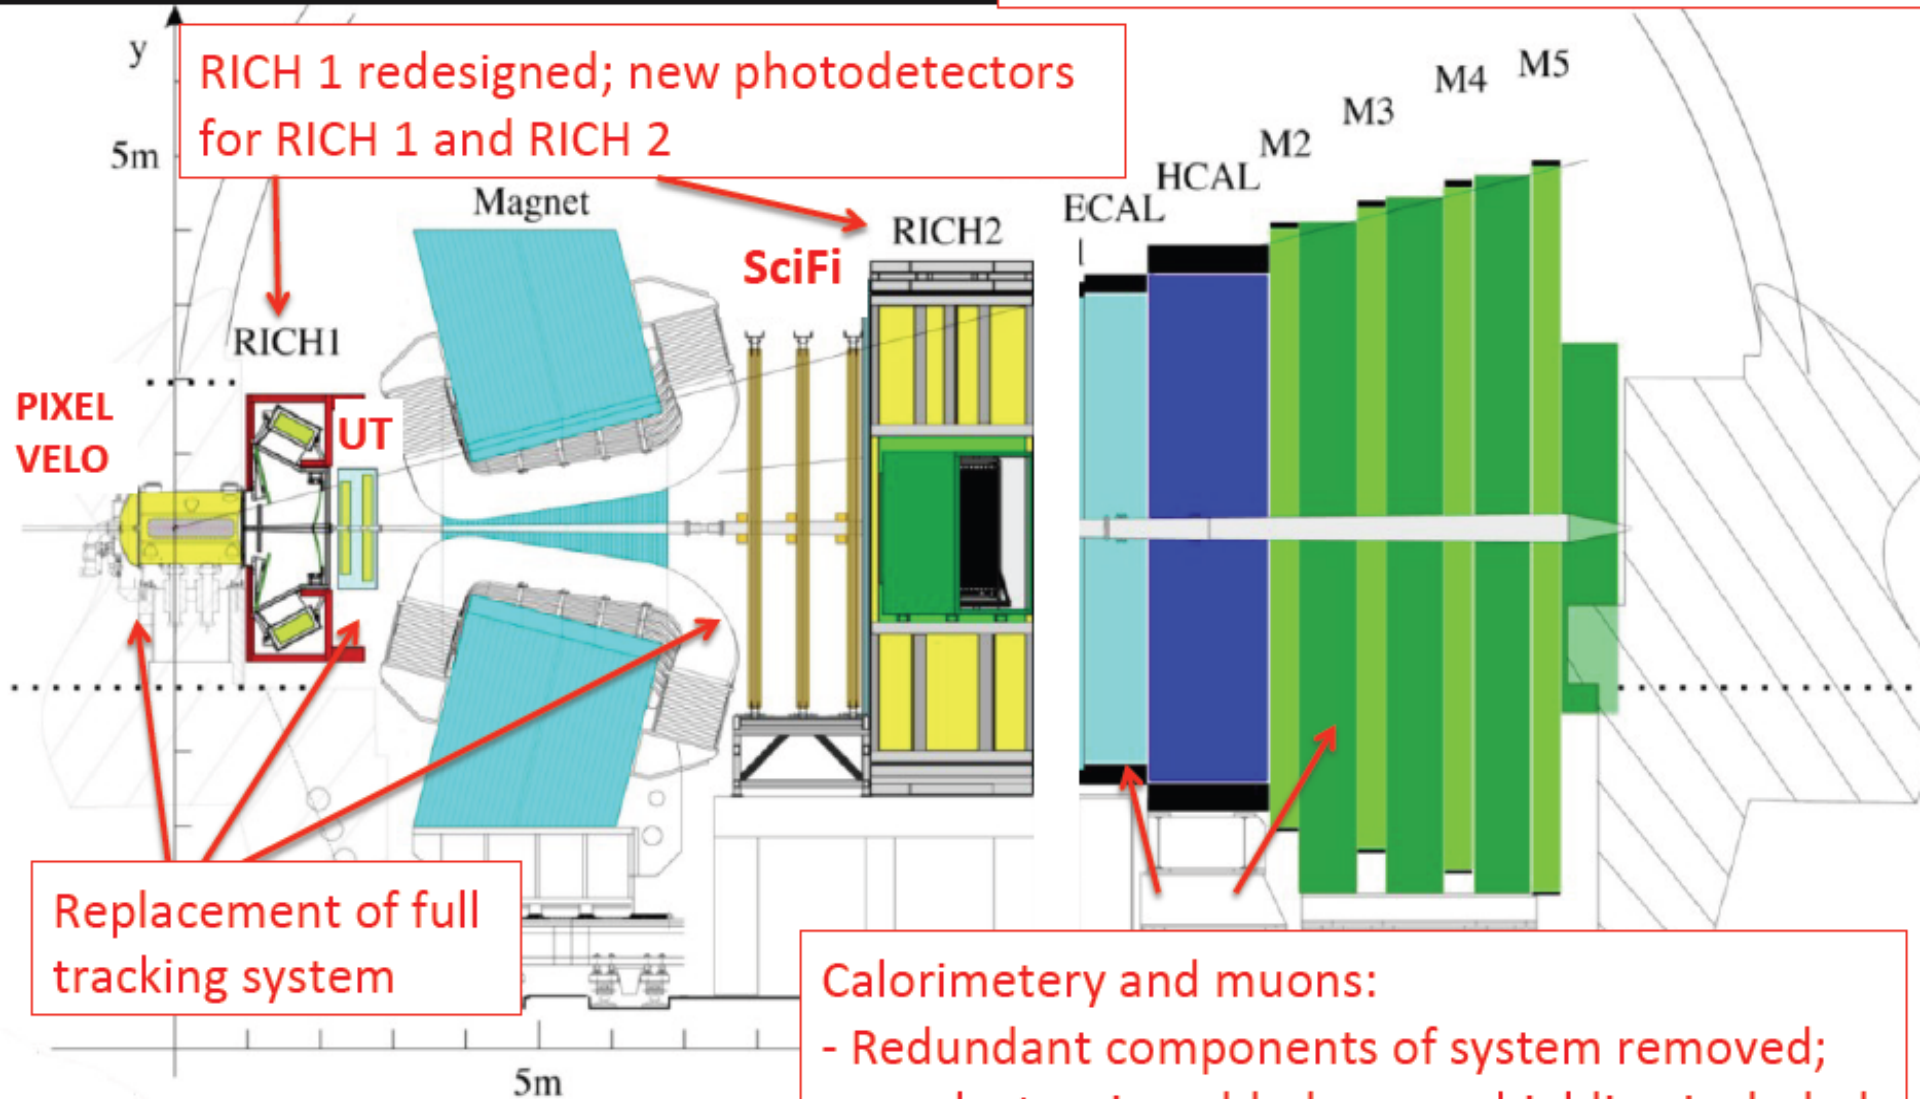 y
RICH 1 redesigned; new photodetectors
for RICH 1 and RICH 2
5m
Magnet
SciFi
RICH2
ECAL
HCAL
M2
M3
M4
M5
RICH1
PIXEL
VELO
UT
Replacement of full
tracking system
Calorimetery and muons:
- Redundant components of system removed;
5m